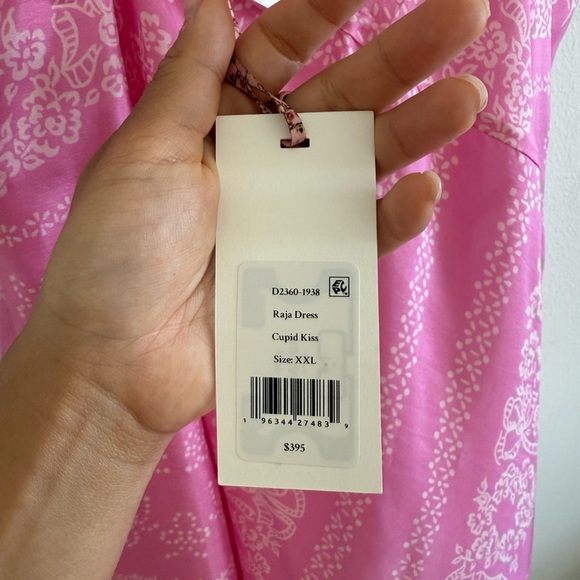 D2360-1938
Raja Dress
Cupid Kiss
Size: XXL
1 96344 27483 9
$395